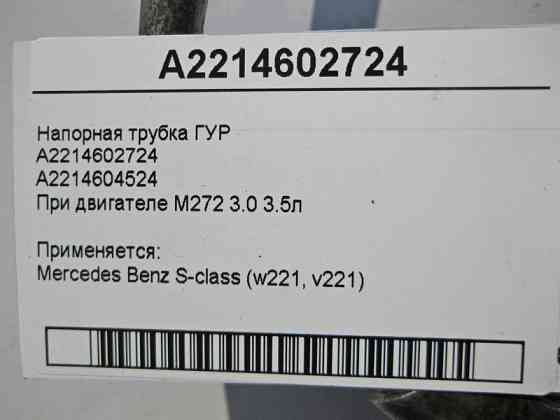 A2214602724
Напорная трубка ГУР
A2214602724
A2214604524
При двигателе M272 3.0 3.5л
Применяется:
Mercedes Benz S-class (w221, v221)